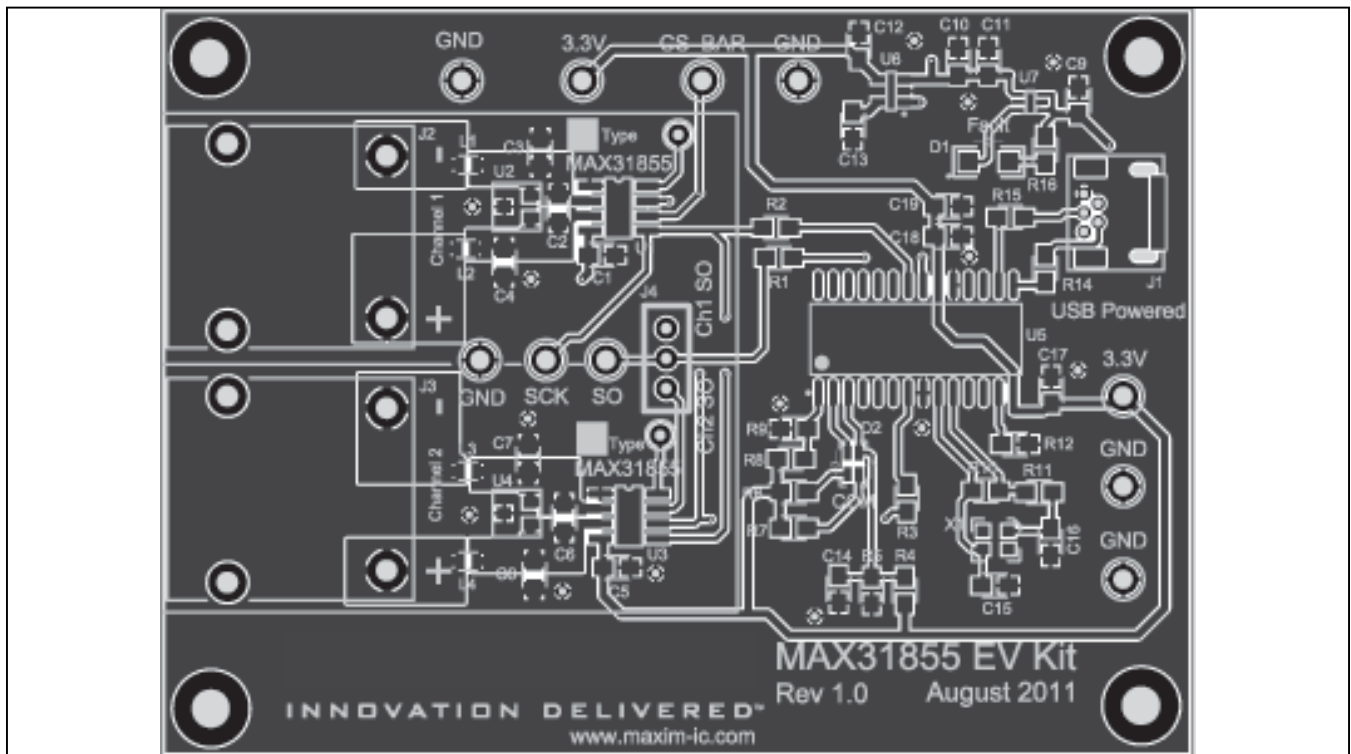 GND
3.3V
CS_BAR
GND
C12
C10
C11
U6
U7
C9
C13
Fault
D1
R16
J2
-
L1
C3
Type
MAX31855
U2
C2
Channel 1
L2
C4
C1
+
R2
R1
C19
C18
R15
R14
J1
USB Powered
J4
Ch1 SO
U5
C17
3.3V
GND
SCK
SO
Ch2 SO
J3
-
C7
Type
MAX31855
L3
U4
Channel 2
C6
U3
C5
L4
+
R9
R8
R7
D2
R3
R12
R11
C16
C15
C14
R5
R4
GND
GND
MAX31855 EV Kit
Rev 1.0 August 2011
INNOVATION DELIVERED™
www.maxim-ic.com